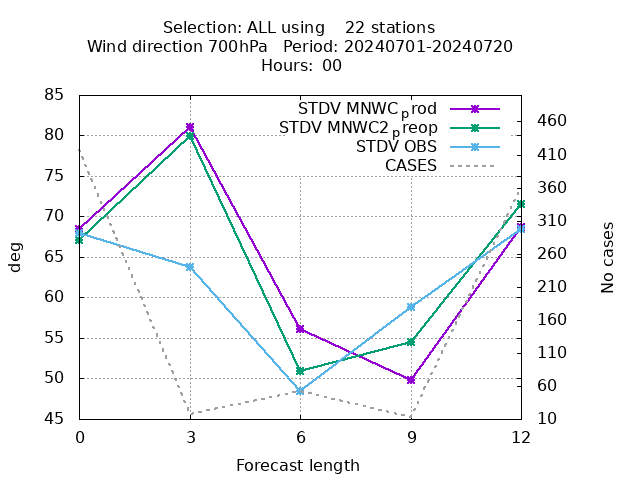 Selection: ALL using    22 stations
Wind direction 700hPa   Period: 20240701-20240720
Hours:  00
STDV MNWC_prod
STDV MNWC2_preop
STDV OBS
CASES
85
80
75
70
65
60
55
50
45
deg
460
410
360
310
260
210
160
110
60
10
No cases
0 3 6 9 12
Forecast length